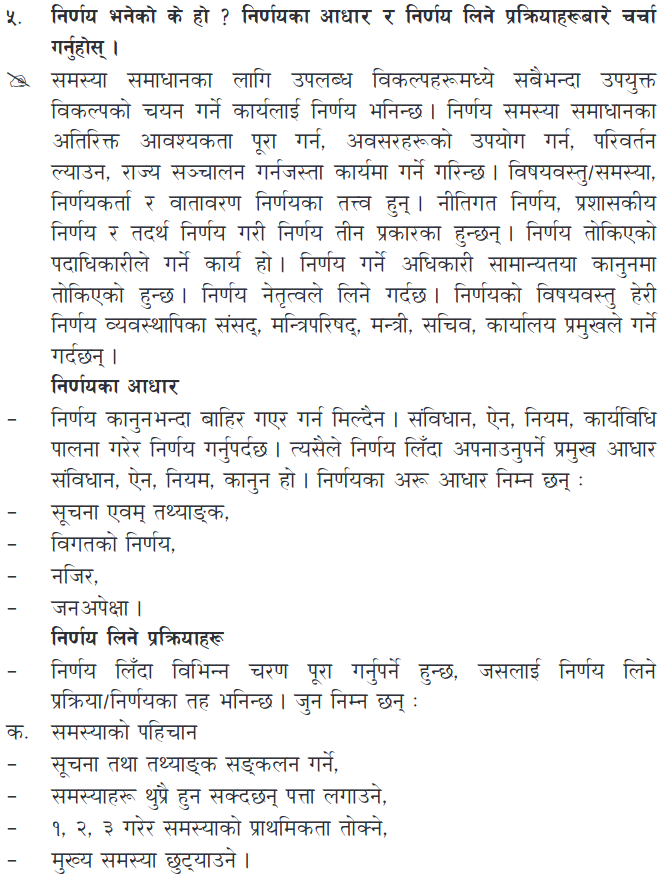 ५. निर्णय भनेको के हो ? निर्णयका आधार र निर्णय लिने प्रक्रियाहरूबारे चर्चा
गर्नुहोस् ।
समस्या समाधानका लागि उपलब्ध विकल्पहरूमध्ये सबैभन्दा उपयुक्त
विकल्पको चयन गर्ने कार्यलाई निर्णय भनिन्छ । निर्णय समस्या समाधानका
अतिरिक्त आवश्यकता पूरा गर्न, अवसरहरूको उपयोग गर्न, परिवर्तन
ल्याउन, राज्य सञ्चालन गर्नजस्ता कार्यमा गर्ने गरिन्छ । विषयवस्तु/समस्या,
निर्णयकर्ता र वातावरण निर्णयका तत्त्व हुन् । नीतिगत निर्णय, प्रशासकीय
निर्णय र तदर्थ निर्णय गरी निर्णय तीन प्रकारका हुन्छन् । निर्णय तोकिएको
पदाधिकारीले गर्ने कार्य हो । निर्णय गर्ने अधिकारी सामान्यतया कानुनमा
तोकिएको हुन्छ । निर्णय नेतृत्वले लिने गर्दछ । निर्णयको विषयवस्तु हेरी
निर्णय व्यवस्थापिका संसद्, मन्त्रिपरिषद्, मन्त्री, सचिव, कार्यालय प्रमुखले गर्ने
गर्दछन् ।
निर्णयका आधार
– निर्णय कानुनभन्दा बाहिर गएर गर्न मिल्दैन । संविधान, ऐन, नियम, कार्यविधि
पालना गरेर निर्णय गर्नुपर्दछ । त्यसैले निर्णय लिँदा अपनाउनुपर्ने प्रमुख आधार
संविधान, ऐन, नियम, कानुन हो । निर्णयका अरू आधार निम्न छन् :
– सूचना एवम् तथ्याङ्क,
– विगतको निर्णय,
– नजिर,
– जनअपेक्षा ।
निर्णय लिने प्रक्रियाहरू
– निर्णय लिँदा विभिन्न चरण पूरा गर्नुपर्ने हुन्छ, जसलाई निर्णय लिने
प्रक्रिया/निर्णयका तह भनिन्छ । जुन निम्न छन् :
क. समस्याको पहिचान
– सूचना तथा तथ्याङ्क सङ्कलन गर्ने,
– समस्याहरू थुप्रै हुन सक्दछन् पत्ता लगाउने,
– १, २, ३ गरेर समस्याको प्राथमिकता तोक्ने,
– मुख्य समस्या छुट्याउने ।